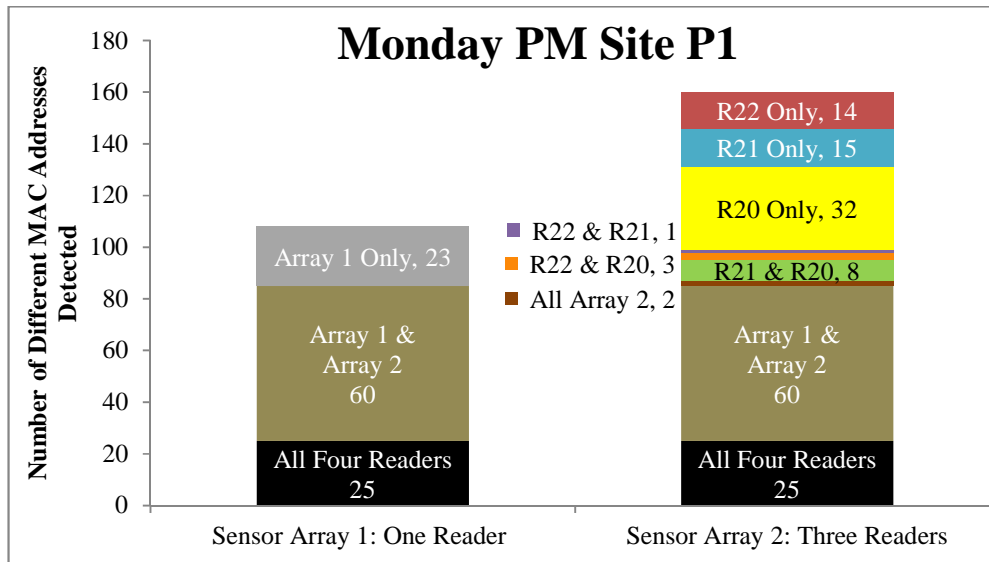 Monday PM Site P1
Number of Different MAC Addresses
Detected
180
160
140
120
100
80
60
40
20
0
Array 1 Only, 23
Array 1 &
Array 2
60
All Four Readers
25
R22 & R21, 1
R22 & R20, 3
All Array 2, 2
R22 Only, 14
R21 Only, 15
R20 Only, 32
R21 & R20, 8
Array 1 &
Array 2
60
All Four Readers
25
Sensor Array 1: One Reader
Sensor Array 2: Three Readers